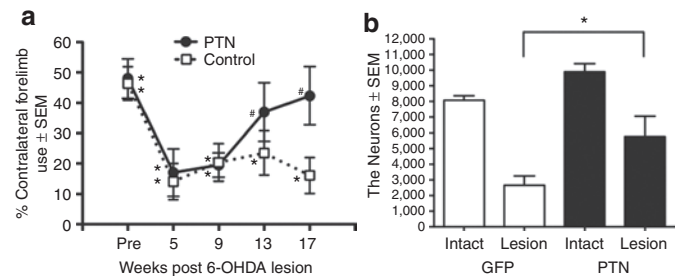 a
PTN
Control
% Contralateral forelimb
use ± SEM
60
50
40
30
20
10
0
*
*
*
*
*
*
#
*
#
*
Pre
5
9
13
17
Weeks post 6-OHDA lesion
b
*
The Neurons ± SEM
12,000
11,000
10,000
9,000
8,000
7,000
6,000
5,000
4,000
3,000
2,000
1,000
0
Intact
Lesion
Intact
Lesion
GFP
PTN